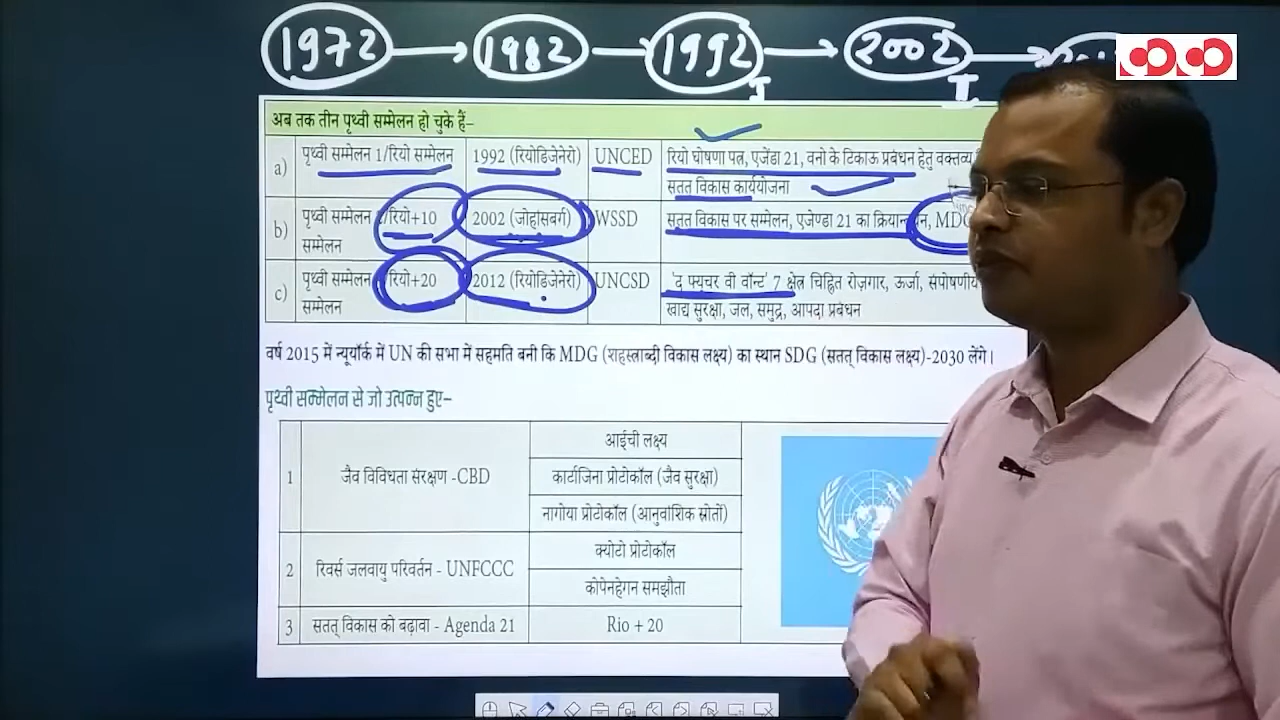 1972 1982 1992 2002
I I
अब तक तीन पृथ्वी सम्मेलन हो चुके हैं–
a) पृथ्वी सम्मेलन 1/रियो सम्मेलन 1992 (रियोडिजेनेरो) UNCED रियो घोषणा पत्र, एजेंडा 21, वनो के टिकाऊ प्रबंधन हेतु वक्तव्य
सतत विकास कार्ययोजना
b) पृथ्वी सम्मेलन /रियो+10 2002 (जोहांसबर्ग) WSSD सतत विकास पर सम्मेलन, एजेण्डा 21 का
सम्मेलन
c) पृथ्वी सम्मेलन रियो+20 2012 (रियोडिजेनेरो) UNCSD 'द फ्यूचर वी वॉन्ट' 7 क्षेत्र चिह्नित रोज़गार, ऊर्जा, संपोषणीय
सम्मेलन खाद्य सुरक्षा, जल, समुद्र, आपदा प्रबंधन
वर्ष 2015 में न्यूयॉर्क में UN की सभा में सहमति बनी कि MDG (शहस्त्राब्दी विकास लक्ष्य) का स्थान SDG (सतत् विकास लक्ष्य)-2030 लेंगे।
पृथ्वी सम्मेलन से जो उत्पन्न हुए–
1 जैव विविधता संरक्षण -CBD
आईची लक्ष्य
कार्टाजिना प्रोटोकॉल (जैव सुरक्षा)
नागोया प्रोटोकॉल (आनुवांशिक स्रोतों)
2 रिवर्स जलवायु परिवर्तन - UNFCCC
क्योटो प्रोटोकॉल
कोपेनहेगन समझौता
3 सतत् विकास को बढ़ावा - Agenda 21 Rio + 20